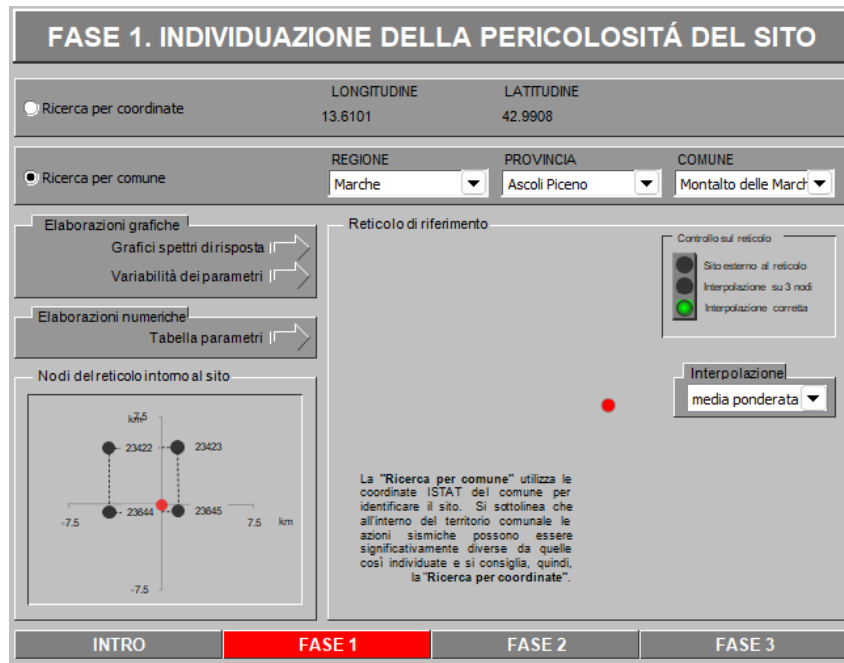 FASE 1. INDIVIDUAZIONE DELLA PERICOLOSITÁ DEL SITO
LONGITUDINE LATITUDINE
Ricerca per coordinate
13.6101 42.9908
REGIONE PROVINCIA COMUNE
Ricerca per comune
Marche Ascoli Piceno Montalto delle March
Elaborazioni grafiche
Grafici spettri di risposta
Variabilità dei parametri
Elaborazioni numeriche
Tabella parametri
Nodi del reticolo intorno al sito
km 7.5
23422 23423
23644 23645
-7.5 7.5 km
-7.5
Reticolo di riferimento
Controllo sul reticolo
Sito esterno al reticolo
Interpolazione su 3 nodi
Interpolazione corretta
Interpolazione
media ponderata
La "Ricerca per comune" utilizza le
coordinate ISTAT del comune per
identificare il sito. Si sottolinea che
all'interno del territorio comunale le
azioni sismiche possono essere
significativamente diverse da quelle
così individuate e si consiglia, quindi,
la "Ricerca per coordinate".
INTRO FASE 1 FASE 2 FASE 3